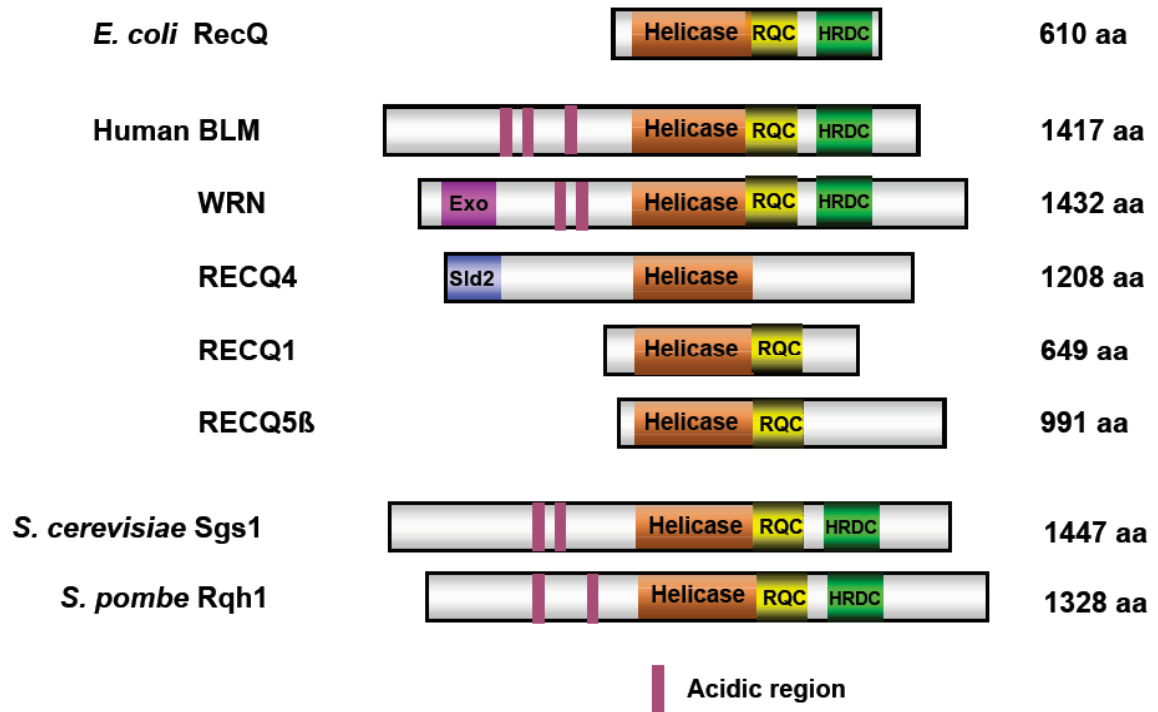 E. coli RecQ Helicase RQC HRDC 610 aa
Human BLM Helicase RQC HRDC 1417 aa
WRN Exo Helicase RQC HRDC 1432 aa
RECQ4 Sld2 Helicase 1208 aa
RECQ1 Helicase RQC 649 aa
RECQ5ß Helicase RQC 991 aa
S. cerevisiae Sgs1 Helicase RQC HRDC 1447 aa
S. pombe Rqh1 Helicase RQC HRDC 1328 aa
Acidic region